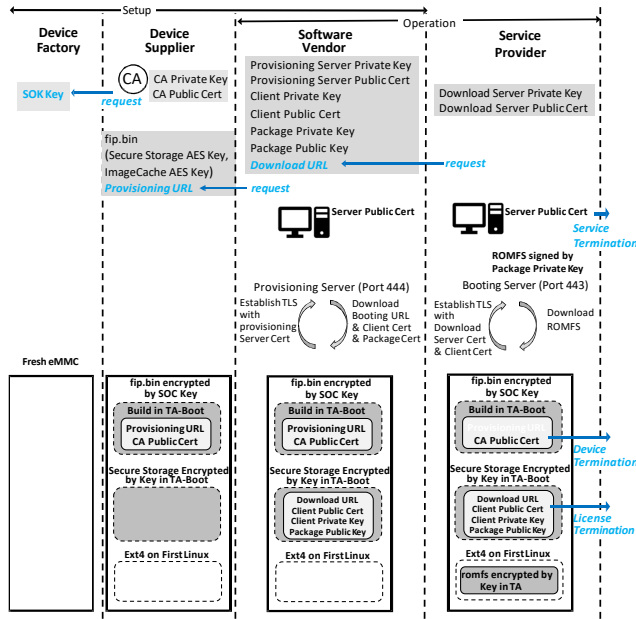 Setup
Operation
Device
Factory
Device
Supplier
Software
Vendor
Service
Provider
SOK Key
request
CA
CA Private Key
CA Public Cert
Provisioning Server Private Key
Provisioning Server Public Cert
Client Private Key
Client Public Cert
Package Private Key
Package Public Key
Download URL
request
Download Server Private Key
Download Server Public Cert
fip.bin
(Secure Storage AES Key,
ImageCache AES Key)
Provisioning URL
request
Server Public Cert
Server Public Cert
Service
Termination
ROMFS signed by
Package Private Key
Provisioning Server (Port 444)
Establish TLS
with
provisioning
Server Cert
Download
Booting URL
& Client Cert
& Package Cert
Booting Server (Port 443)
Establish TLS
with
Download
Server Cert
& Client Cert
Download
ROMFS
Fresh eMMC
fip.bin encrypted
by SOC Key
Build in TA-Boot
Provisioning URL
CA Public Cert
Secure Storage Encrypted
by Key in TA-Boot
Ext4 on First Linux
fip.bin encrypted
by SOC Key
Build in TA-Boot
Provisioning URL
CA Public Cert
Secure Storage Encrypted
by Key in TA-Boot
Download URL
Client Public Cert
Client Private Key
Package Public Key
Ext4 on First Linux
fip.bin encrypted
by SOC Key
Build in TA-Boot
Provisioning URL
CA Public Cert
Device
Termination
Secure Storage Encrypted
by Key in TA-Boot
Download URL
Client Public Cert
Client Private Key
Package Public Key
License
Termination
Ext4 on First Linux
romfs encrypted by
Key in TA